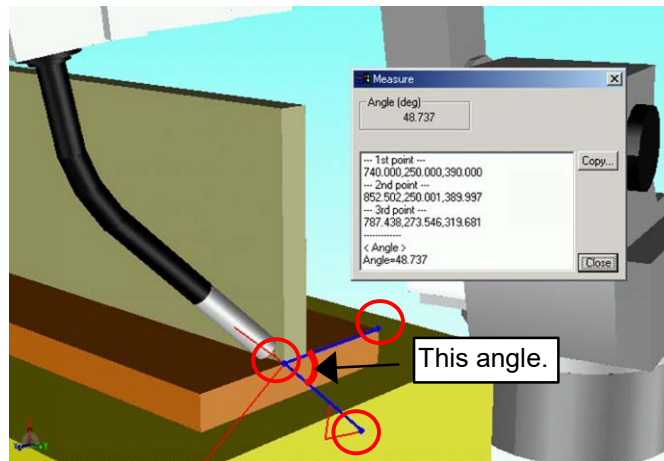 Measure
Angle (deg)
48.737
--- 1st point ---
740.000,250.000,390.000
--- 2nd point ---
852.502,250.001,389.997
--- 3rd point ---
787.438,273.546,319.681
-------------
< Angle >
Angle=48.737
Copy...
Close
This angle.